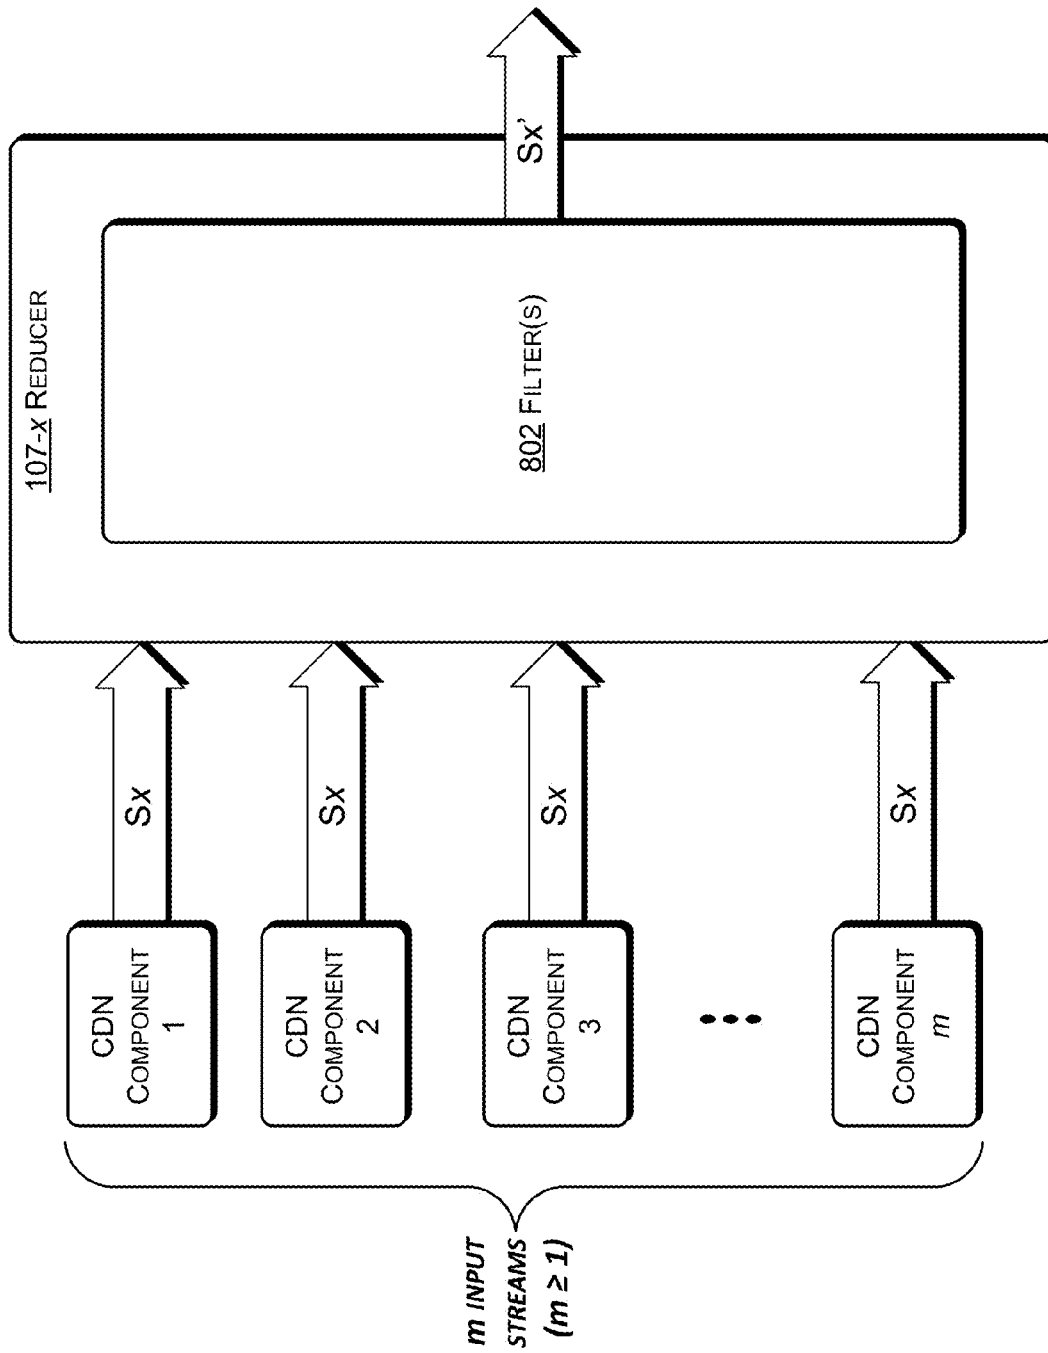 107-x REDUCER
802 FILTER(S)
Sx'
Sx
Sx
Sx
Sx
CDN
COMPONENT
1
CDN
COMPONENT
2
CDN
COMPONENT
3
CDN
COMPONENT
m
m INPUT
STREAMS
(m ≥ 1)